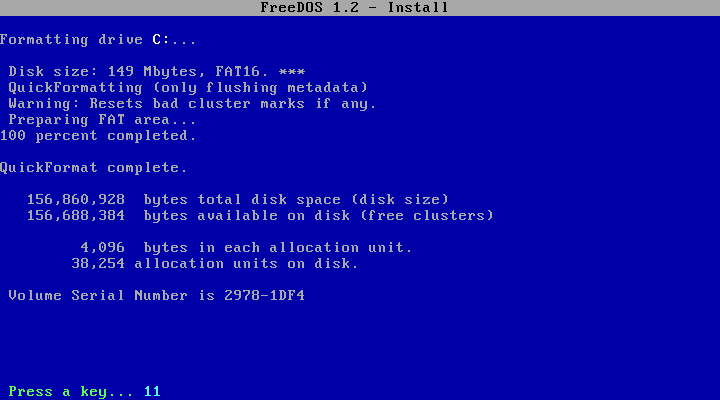 FreeDOS 1.2 - Install
Formatting drive C:...
Disk size: 149 Mbytes, FAT16. ***
QuickFormatting (only flushing metadata)
Warning: Resets bad cluster marks if any.
Preparing FAT area...
100 percent completed.
QuickFormat complete.
156,860,928 bytes total disk space (disk size)
156,688,384 bytes available on disk (free clusters)
4,096 bytes in each allocation unit.
38,254 allocation units on disk.
Volume Serial Number is 2978-1DF4
Press a key... 11